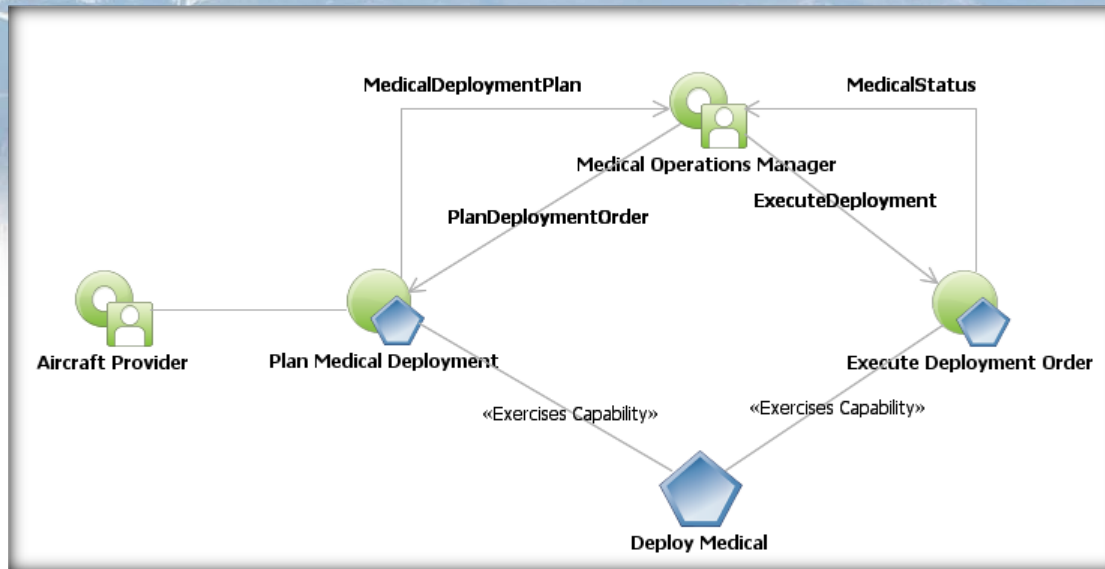 MedicalDeploymentPlan
MedicalStatus
Medical Operations Manager
ExecuteDeployment
PlanDeploymentOrder
Aircraft Provider
Plan Medical Deployment
Execute Deployment Order
«Exercises Capability»
«Exercises Capability»
Deploy Medical